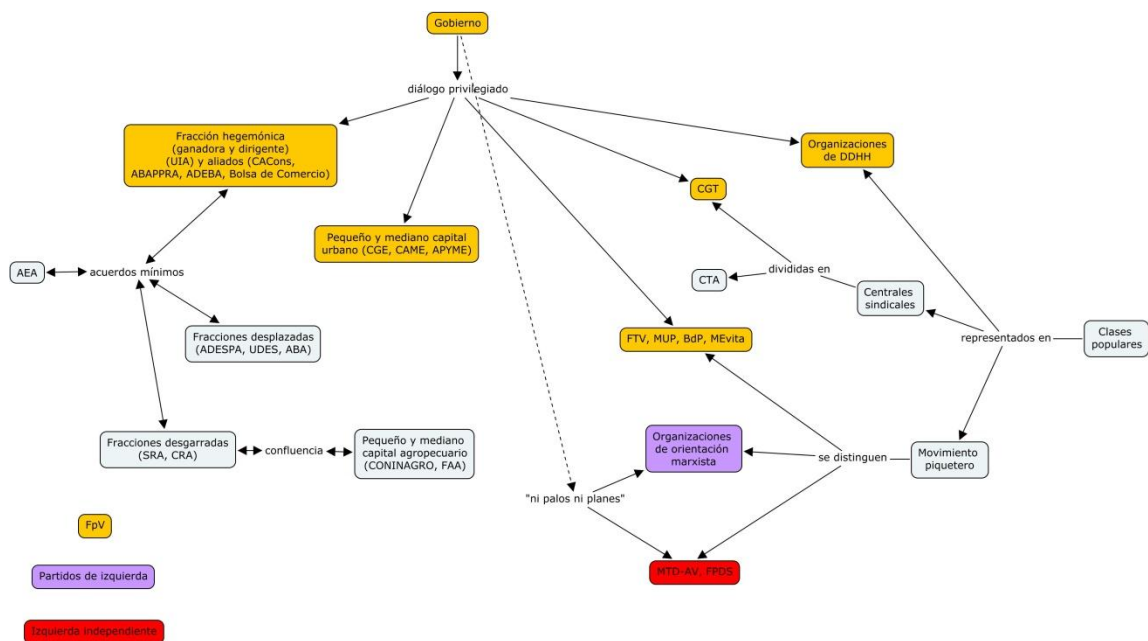 Gobierno
diálogo privilegiado
Fracción hegemónica
(ganadora y dirigente)
(UIA) y aliados (CACons,
ABAPPRA, ADEBA, Bolsa de Comercio)
Organizaciones
de DDHH
CGT
Pequeño y mediano capital
urbano (CGE, CAME, APYME)
AEA
acuerdos mínimos
CTA
divididas en
Centrales
sindicales
Fracciones desplazadas
(ADESPA, UDES, ABA)
FTV, MUP, BdP, MEvita
representados en
Clases
populares
Fracciones desgarradas
(SRA, CRA)
confluencia
Pequeño y mediano
capital agropecuario
(CONINAGRO, FAA)
Organizaciones
de orientación
marxista
se distinguen
Movimiento
piquetero
"ni palos ni planes"
FpV
Partidos de izquierda
MTD-AV, FPDS
Izquierda independiente